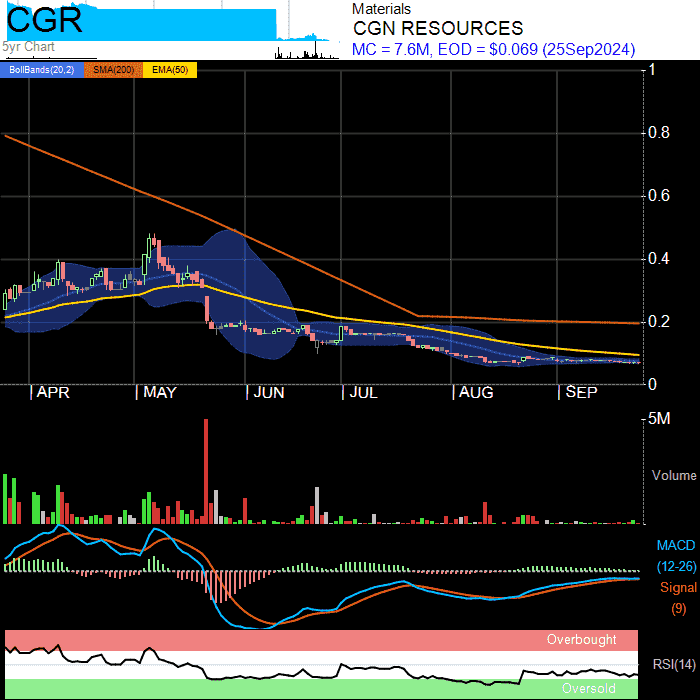 CGR
Materials
CGN RESOURCES
5yr Chart
MC = 7.6M, EOD = $0.069 (25Sep2024)
BollBands(20,2) SMA(200) EMA(50)
1
0.8
0.6
0.4
0.2
0
APR MAY JUN JUL AUG SEP
5M
Volume
MACD
(12-26)
Signal
(9)
Overbought
RSI(14)
Oversold